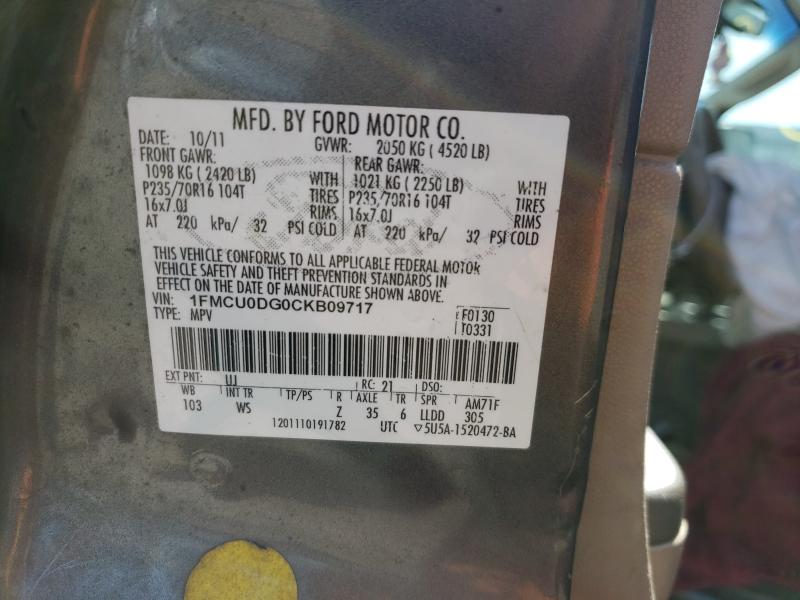 MFD. BY FORD MOTOR CO.
DATE: 10/11 GVWR: 2050 KG ( 4520 LB)
FRONT GAWR: REAR GAWR:
1098 KG ( 2420 LB) WITH 1021 KG ( 2250 LB) WITH
P235/70R16 104T TIRES P235/70R16 104T TIRES
16x7.0J RIMS 16x7.0J RIMS
AT 220 kPa/ 32 PSI COLD AT 220 kPa/ 32 PSI COLD
THIS VEHICLE CONFORMS TO ALL APPLICABLE FEDERAL MOTOR
VEHICLE SAFETY AND THEFT PREVENTION STANDARDS IN
EFFECT ON THE DATE OF MANUFACTURE SHOWN ABOVE.
VIN: 1FMCU0DG0CKB09717 F0130
TYPE: MPV T0331
EXT PNT: UJ RC: 21 DSO:
WB INT TR TP/PS R AXLE TR SPR AM71F
103 WS Z 35 6 LLDD 305
1201110191782 UTC ▽5U5A-1520472-BA